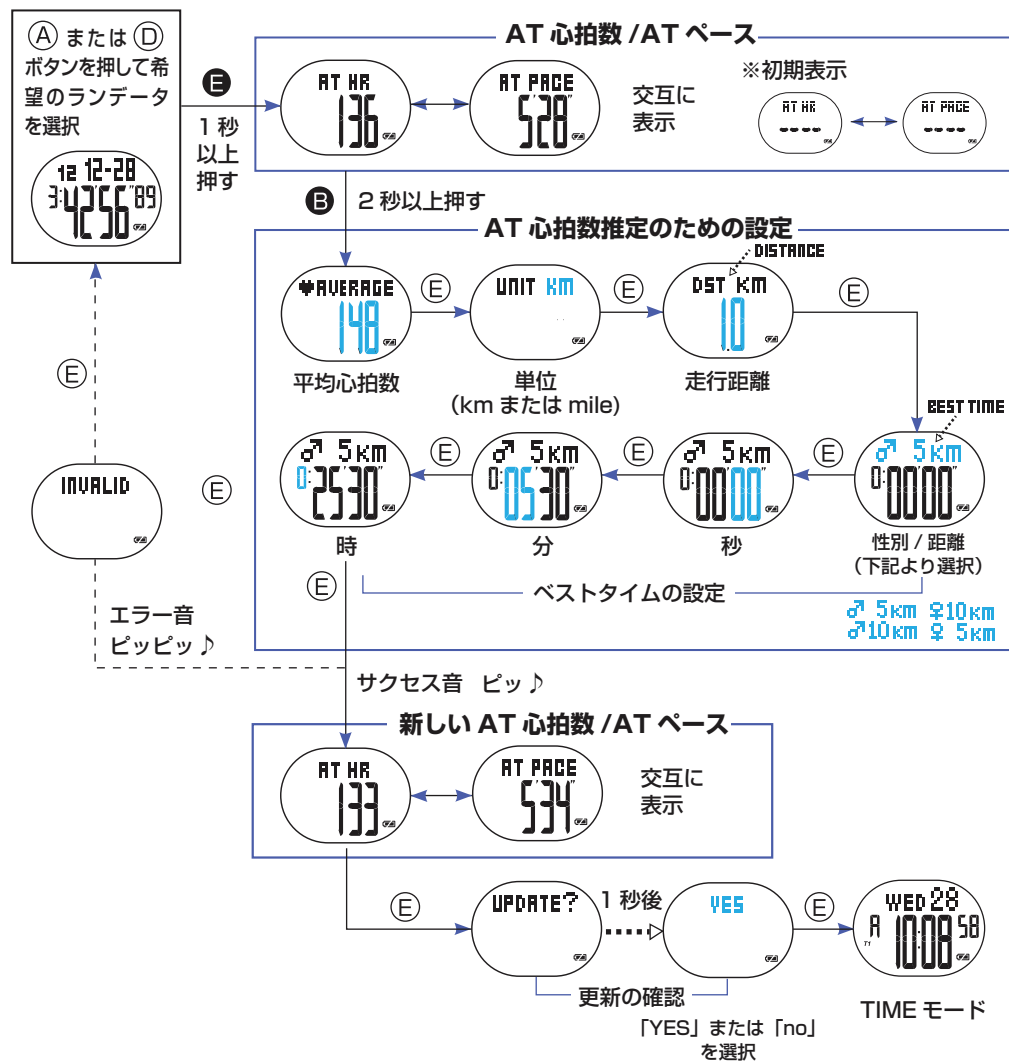 Ⓐ または Ⓓ
ボタンを押して希
望のランデータ
を選択
12 12-28
3:42'56"89
E
1 秒
以上
押す
AT 心拍数 /AT ペース
AT HR
136
AT PACE
5'28"
交互に
表示
※初期表示
AT HR
----
AT PACE
----
B
2 秒以上押す
AT 心拍数推定のための設定
♥AVERAGE
148
平均心拍数
E
UNIT KM
単位
(km または mile)
E
DISTANCE
DST KM
1.0
走行距離
E
BEST TIME
♂ 5KM
0:00'00"
性別 / 距離
(下記より選択)
E
♂ 5KM
0:00'00"
秒
E
♂ 5KM
0:05'30"
分
E
♂ 5KM
0:25'30"
時
ベストタイムの設定
♂ 5KM ♀10KM
♂10KM ♀ 5KM
E
E
E
INVALID
エラー音
ピッピッ♪
サクセス音 ピッ♪
新しい AT 心拍数 /AT ペース
AT HR
133
AT PACE
5'34"
交互に
表示
E
UPDATE?
1 秒後
YES
更新の確認
「YES」または「no」
を選択
E
WED 28
A 10:08 58
T1
TIME モード